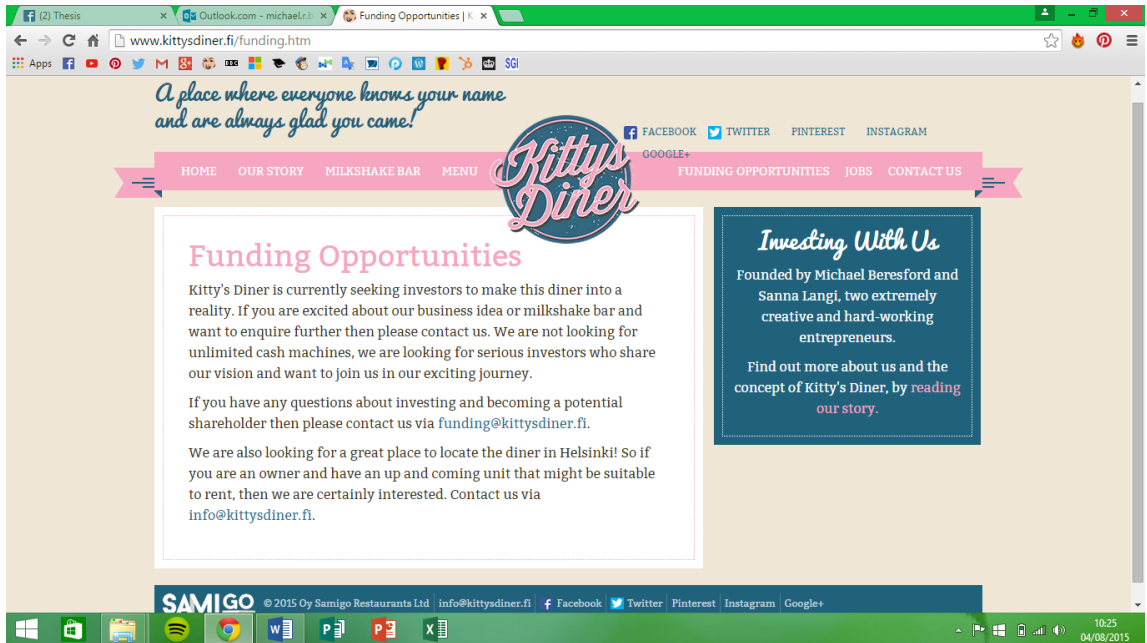 (2) Thesis
Outlook.com - michael.r.b
Funding Opportunities | K
www.kittysdiner.fi/funding.htm
Apps
BBC
SGI
A place where everyone knows your name
and are always glad you came!
FACEBOOK TWITTER PINTEREST INSTAGRAM
GOOGLE+
HOME OUR STORY MILKSHAKE BAR MENU
Kittys
Diner
FUNDING OPPORTUNITIES JOBS CONTACT US
Funding Opportunities
Kitty's Diner is currently seeking investors to make this diner into a
reality. If you are excited about our business idea or milkshake bar and
want to enquire further then please contact us. We are not looking for
unlimited cash machines, we are looking for serious investors who share
our vision and want to join us in our exciting journey.
If you have any questions about investing and becoming a potential
shareholder then please contact us via funding@kittysdiner.fi.
We are also looking for a great place to locate the diner in Helsinki! So if
you are an owner and have an up and coming unit that might be suitable
to rent, then we are certainly interested. Contact us via
info@kittysdiner.fi.
Investing With Us
Founded by Michael Beresford and
Sanna Langi, two extremely
creative and hard-working
entrepreneurs.
Find out more about us and the
concept of Kitty's Diner, by reading
our story.
SAMIGO © 2015 Oy Samigo Restaurants Ltd info@kittysdiner.fi Facebook Twitter Pinterest Instagram Google+
10:25
04/08/2015